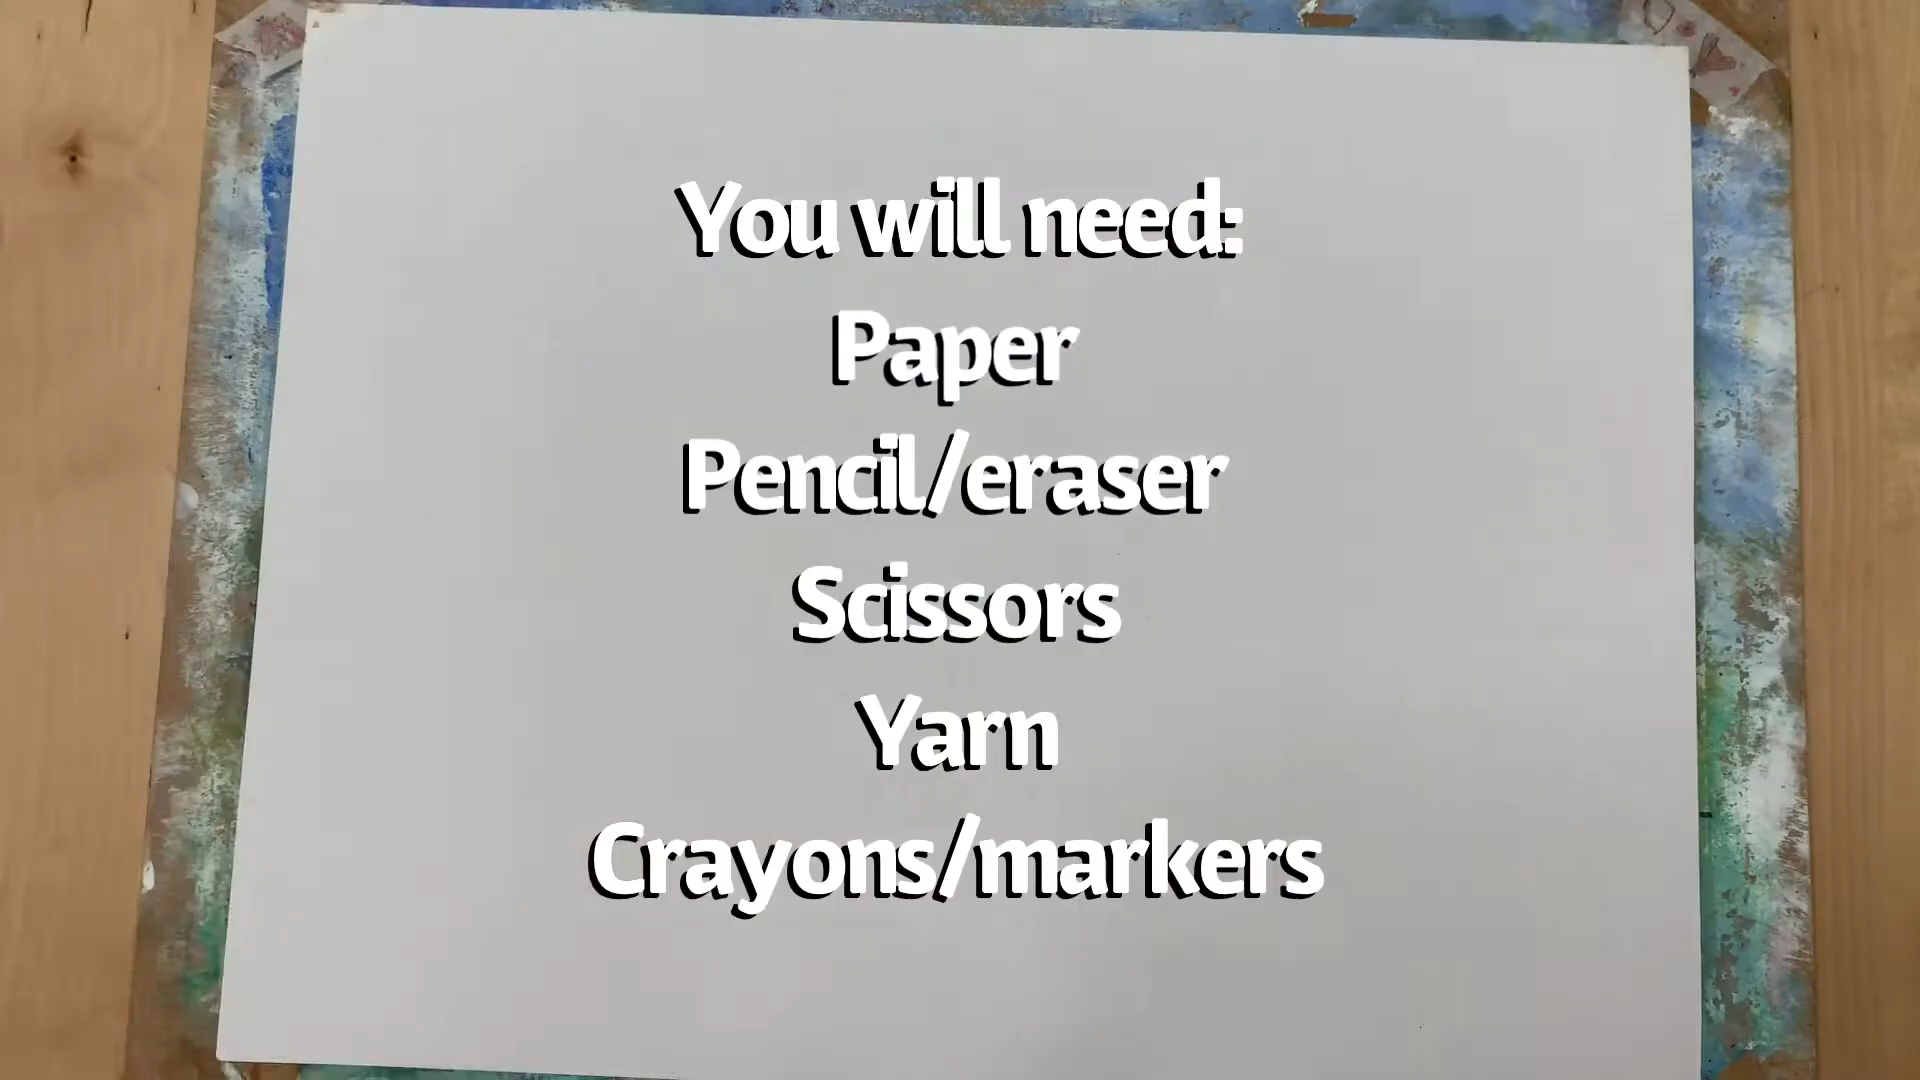 You will need:
Paper
Pencil/eraser
Scissors
Yarn
Crayons/markers